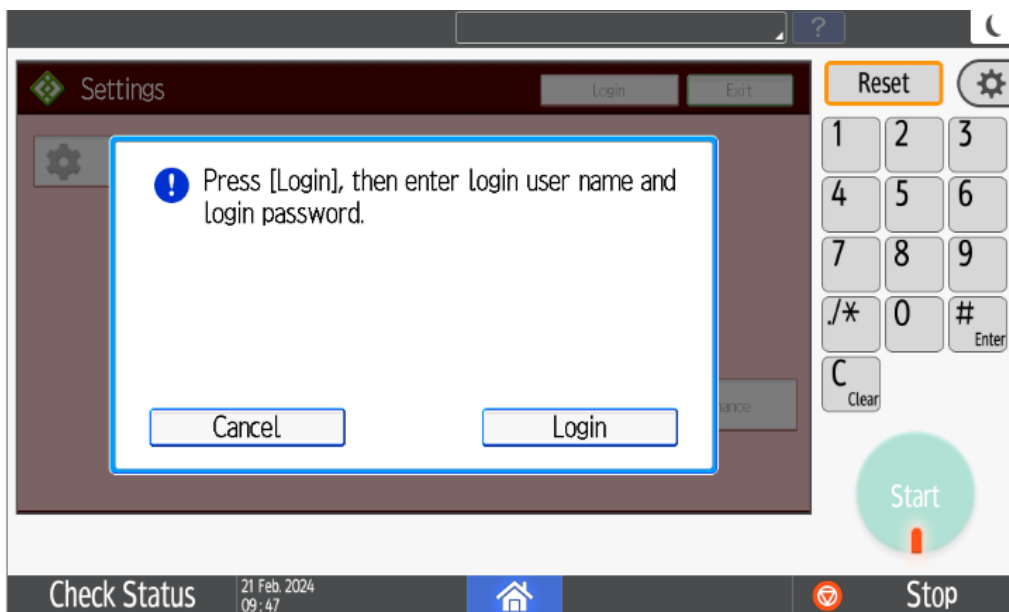 ?
Settings
Login
Exit
Reset
Press [Login], then enter login user name and
login password.
Cancel
Login
1
2
3
4
5
6
7
8
9
./*
0
#
Enter
C
Clear
Start
Check Status
21 Feb. 2024
09:47
Stop